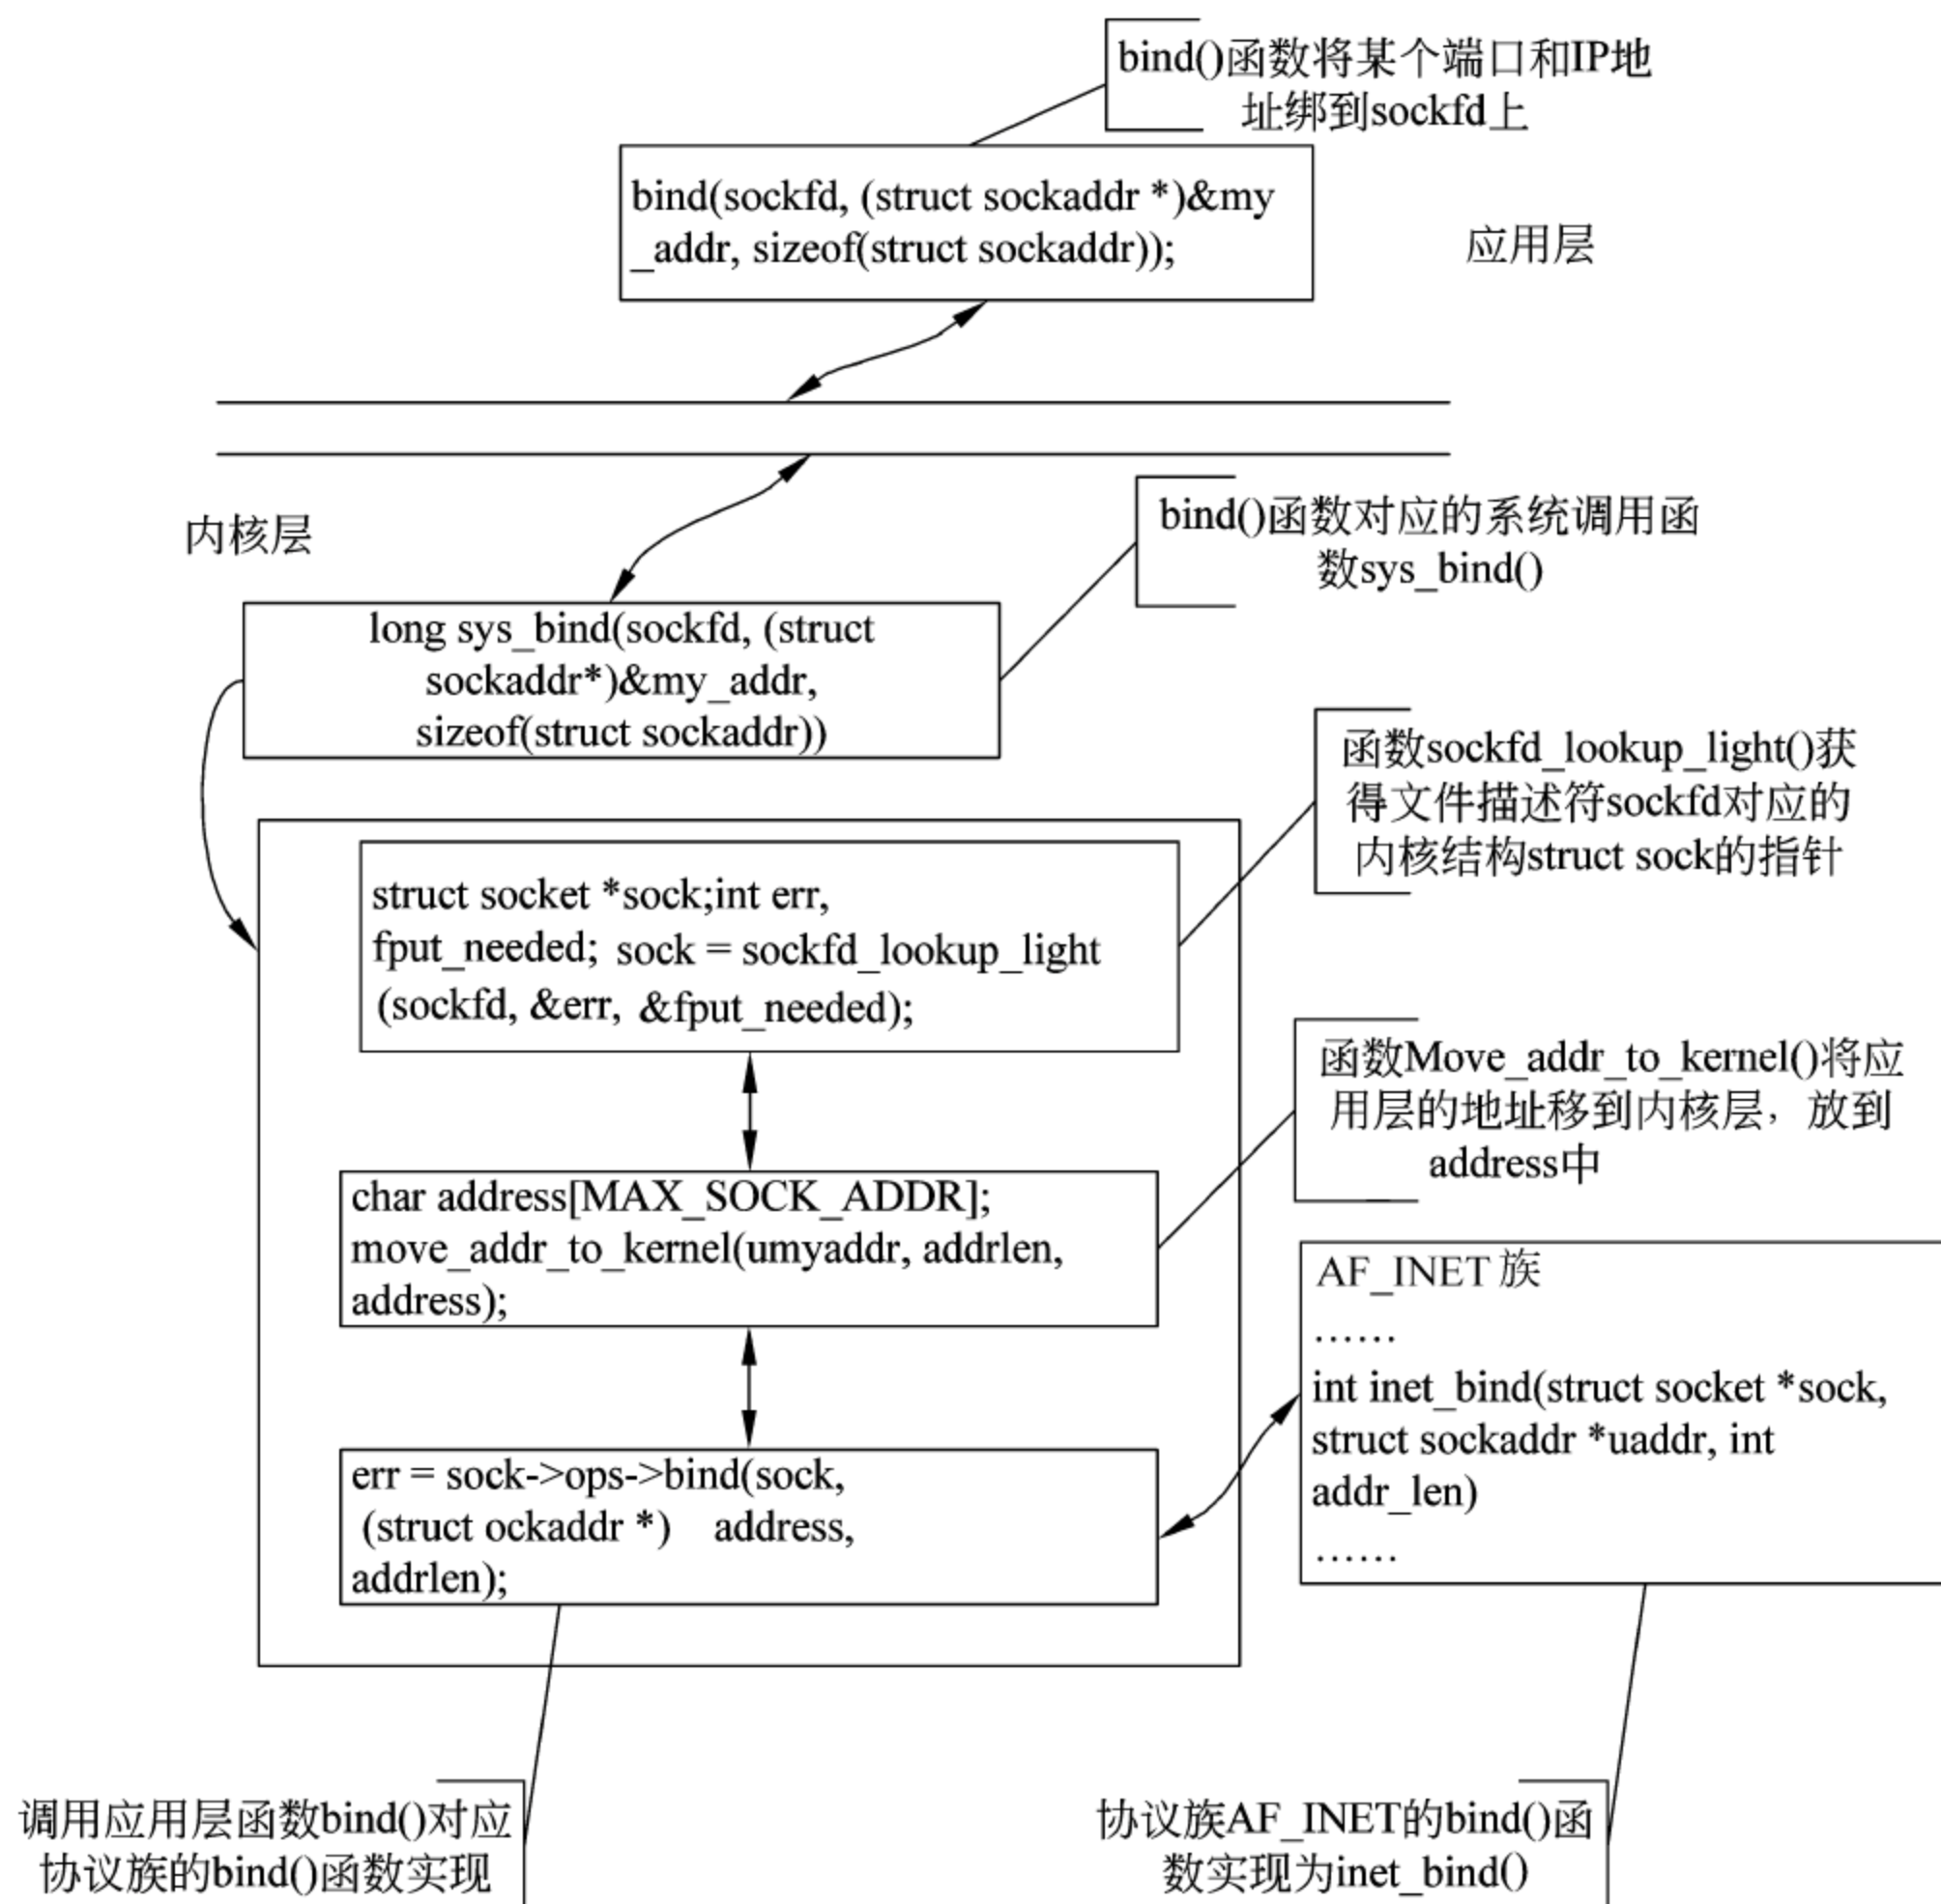 bind()函数将某个端口和IP地
址绑到sockfd上
bind(sockfd, (struct sockaddr *)&my
_addr, sizeof(struct sockaddr));
应用层
内核层
bind()函数对应的系统调用函
数sys_bind()
long sys_bind(sockfd, (struct
sockaddr*)&my_addr,
sizeof(struct sockaddr))
函数sockfd_lookup_light()获
得文件描述符sockfd对应的
内核结构struct sock的指针
struct socket *sock;int err,
fput_needed; sock = sockfd_lookup_light
(sockfd, &err, &fput_needed);
函数Move_addr_to_kernel()将应
用层的地址移到内核层，放到
address中
char address[MAX_SOCK_ADDR];
move_addr_to_kernel(umyaddr, addrlen,
address);
AF_INET 族
……
int inet_bind(struct socket *sock,
struct sockaddr *uaddr, int
addr_len)
……
err = sock->ops->bind(sock,
(struct ockaddr *) address,
addrlen);
调用应用层函数bind()对应
协议族的bind()函数实现
协议族AF_INET的bind()函
数实现为inet_bind()